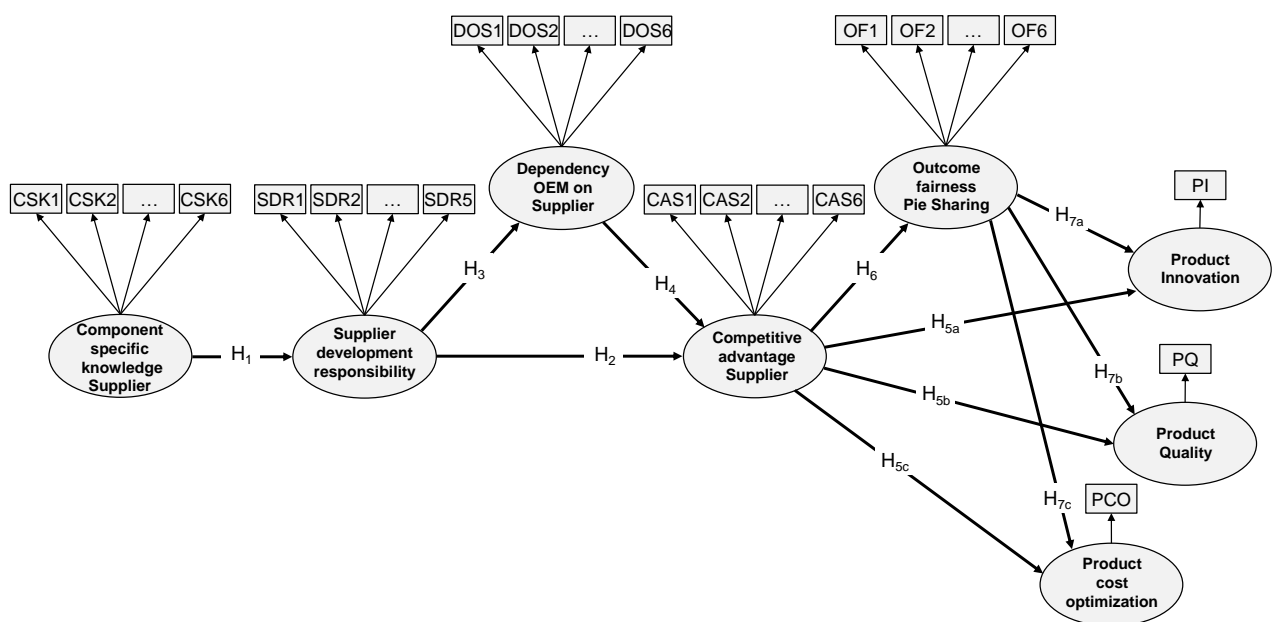 DOS1 DOS2 … DOS6
OF1 OF2 … OF6
CSK1 CSK2 … CSK6
SDR1 SDR2 … SDR5
Dependency
OEM on
Supplier
CAS1 CAS2 … CAS6
Outcome
fairness
Pie Sharing
PI
H7a
Product
Innovation
H3
H4
H6
H5a
Component
specific
knowledge
Supplier
H1
Supplier
development
responsibility
H2
Competitive
advantage
Supplier
H5b
H7b
PQ
Product
Quality
H5c
H7c
PCO
Product
cost
optimization